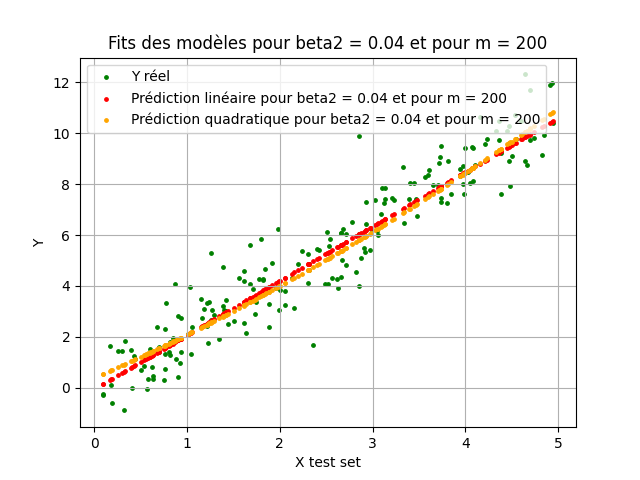 Fits des modèles pour beta2 = 0.04 et pour m = 200
Y réel
Prédiction linéaire pour beta2 = 0.04 et pour m = 200
Prédiction quadratique pour beta2 = 0.04 et pour m = 200
12
10
8
6
4
2
0
Y
0 1 2 3 4 5
X test set